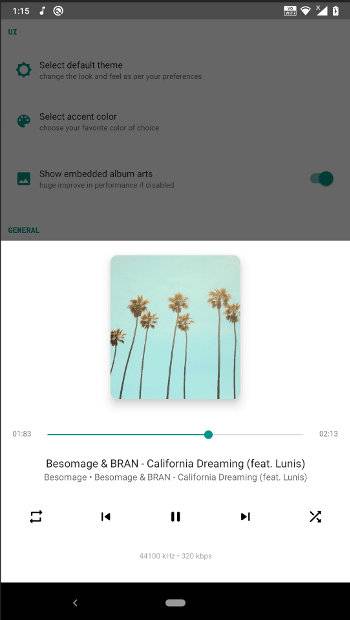 1:15
UI
Select default theme
change the look and feel as per your preferences
Select accent color
choose your favorite color of choice
Show embedded album arts
huge improve in performance if disabled
GENERAL
01:83
02:13
Besomage & BRAN - California Dreaming (feat. Lunis)
Besomage • Besomage & BRAN - California Dreaming (feat. Lunis)
44100 kHz • 320 kbps